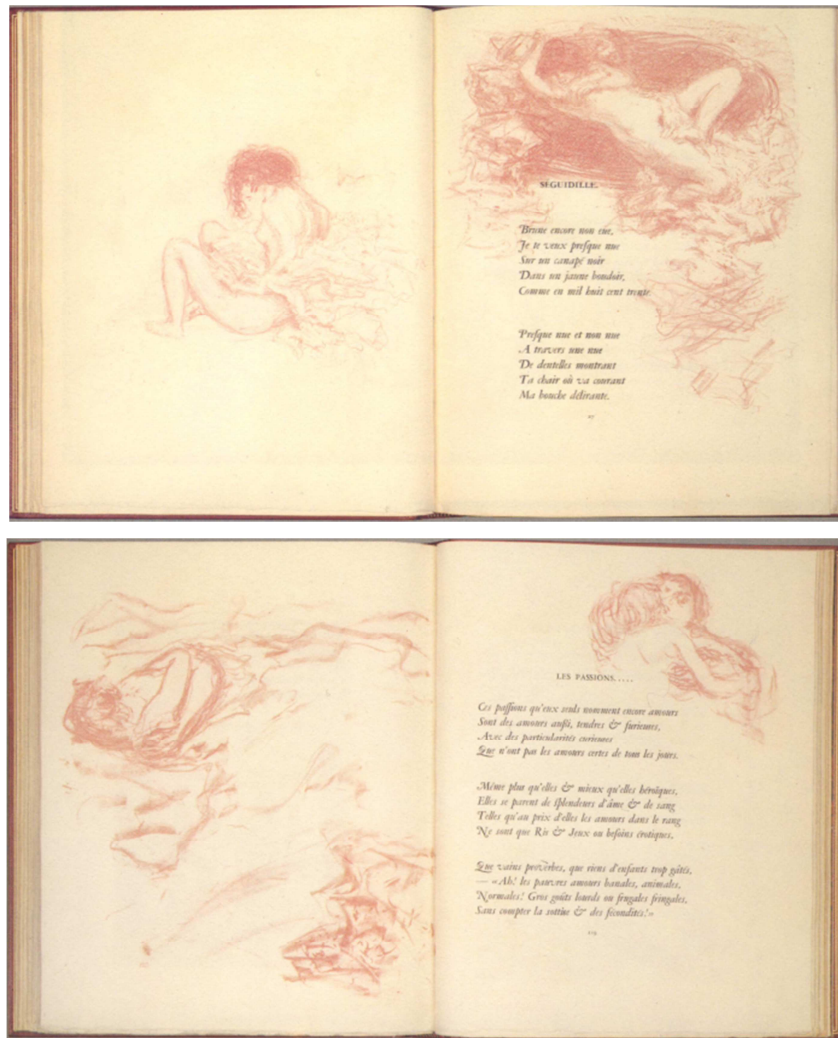 SÉGUIDILLE.
Brune encore non eue,
Je te veux preſque nue
Sur un canapé noir
Dans un jaune boudoir,
Comme en mil huit cent trente.
Preſque nue et non nue
A travers une nue
De dentelles montrant
Ta chair où va courant
Ma bouche délirante.
LES PASSIONS.....
Ces paſſions qu'eux seuls nomment encore amours
Sont des amours auſſi, tendres & furieuses,
Avec des particularités curieuses
Que n'ont pas les amours certes de tous les jours.
Même plus qu'elles & mieux qu'elles héroïques,
Elles se parent de ſplendeurs d'âme & de sang
Telles qu'au prix d'elles les amours dans le rang
Ne sont que Ris & Jeux ou beſoins érotiques,
Que vains proverbes, que riens d'enfants trop gâtés.
— «Ah! les pauvres amours banales, animales,
Normales! Gros goûts lourds ou frugales fringales,
Sans compter la sottise & des fécondités!»